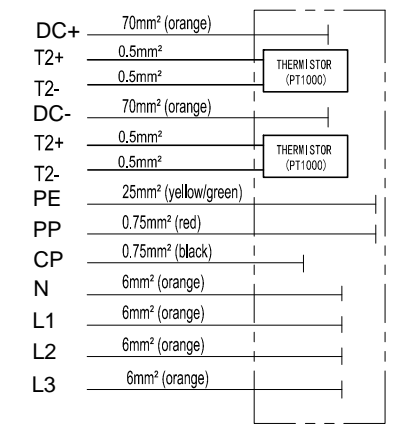 DC+ 70mm² (orange)
T2+ 0.5mm²
THERMISTOR
(PT1000)
T2- 0.5mm²
DC- 70mm² (orange)
T2+ 0.5mm²
THERMISTOR
(PT1000)
T2- 0.5mm²
PE 25mm² (yellow/green)
PP 0.75mm² (red)
CP 0.75mm² (black)
N 6mm² (orange)
L1 6mm² (orange)
L2 6mm² (orange)
L3 6mm² (orange)